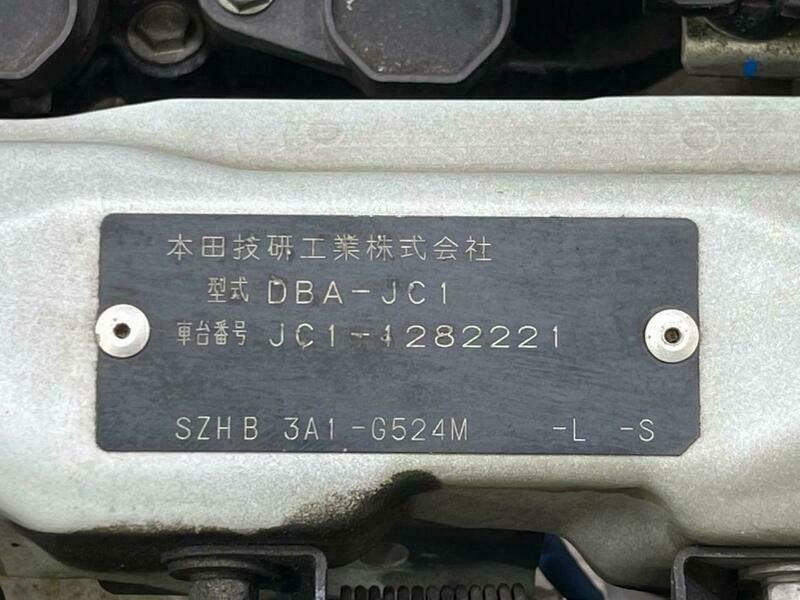 本田技研工業株式会社
型式 DBA-JC1
車台番号 JC1-1282221
SZHB 3A1-G524M -L -S